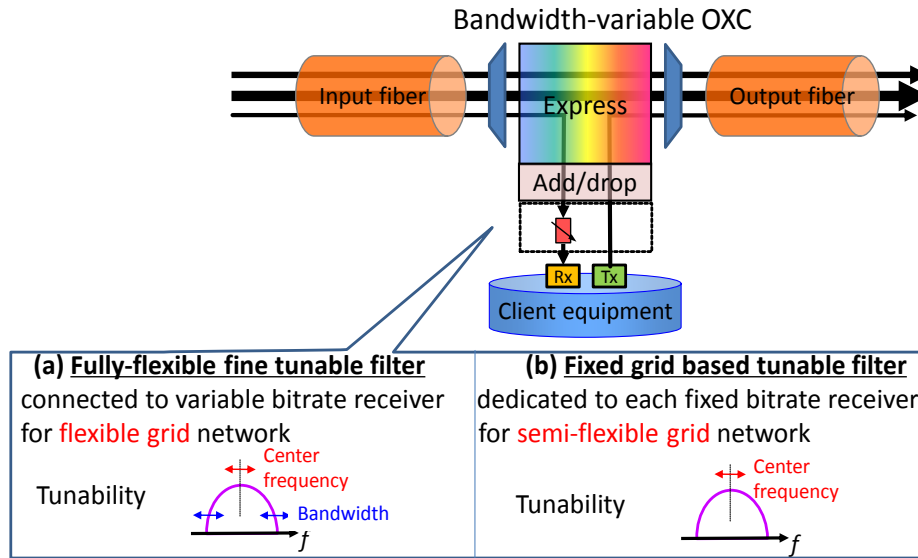 Bandwidth-variable OXC
Input fiber
Express
Output fiber
Add/drop
Rx
Tx
Client equipment
(a) Fully-flexible fine tunable filter
connected to variable bitrate receiver
for flexible grid network
Center
frequency
Tunability
Bandwidth
f
(b) Fixed grid based tunable filter
dedicated to each fixed bitrate receiver
for semi-flexible grid network
Center
frequency
Tunability
f